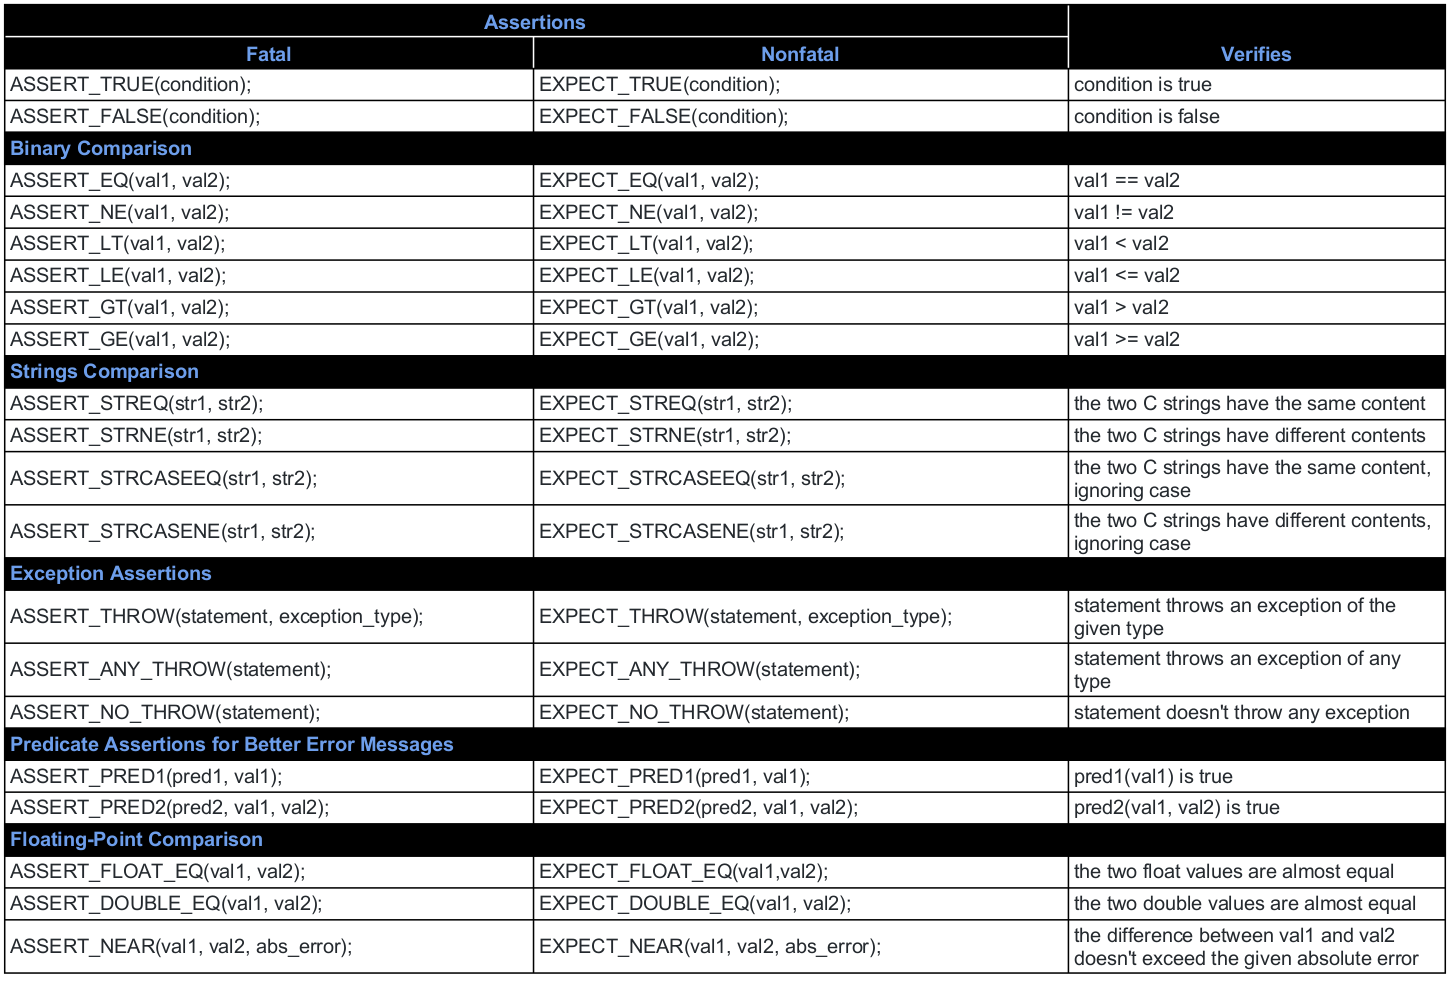 Assertions
Fatal Nonfatal Verifies
ASSERT_TRUE(condition); EXPECT_TRUE(condition); condition is true
ASSERT_FALSE(condition); EXPECT_FALSE(condition); condition is false
Binary Comparison
ASSERT_EQ(val1, val2); EXPECT_EQ(val1, val2); val1 == val2
ASSERT_NE(val1, val2); EXPECT_NE(val1, val2); val1 != val2
ASSERT_LT(val1, val2); EXPECT_LT(val1, val2); val1 < val2
ASSERT_LE(val1, val2); EXPECT_LE(val1, val2); val1 <= val2
ASSERT_GT(val1, val2); EXPECT_GT(val1, val2); val1 > val2
ASSERT_GE(val1, val2); EXPECT_GE(val1, val2); val1 >= val2
Strings Comparison
ASSERT_STREQ(str1, str2); EXPECT_STREQ(str1, str2); the two C strings have the same content
ASSERT_STRNE(str1, str2); EXPECT_STRNE(str1, str2); the two C strings have different contents
ASSERT_STRCASEEQ(str1, str2); EXPECT_STRCASEEQ(str1, str2); the two C strings have the same content,
ignoring case
ASSERT_STRCASENE(str1, str2); EXPECT_STRCASENE(str1, str2); the two C strings have different contents,
ignoring case
Exception Assertions
ASSERT_THROW(statement, exception_type); EXPECT_THROW(statement, exception_type); statement throws an exception of the
given type
ASSERT_ANY_THROW(statement); EXPECT_ANY_THROW(statement); statement throws an exception of any
type
ASSERT_NO_THROW(statement); EXPECT_NO_THROW(statement); statement doesn't throw any exception
Predicate Assertions for Better Error Messages
ASSERT_PRED1(pred1, val1); EXPECT_PRED1(pred1, val1); pred1(val1) is true
ASSERT_PRED2(pred2, val1, val2); EXPECT_PRED2(pred2, val1, val2); pred2(val1, val2) is true
Floating-Point Comparison
ASSERT_FLOAT_EQ(val1, val2); EXPECT_FLOAT_EQ(val1,val2); the two float values are almost equal
ASSERT_DOUBLE_EQ(val1, val2); EXPECT_DOUBLE_EQ(val1, val2); the two double values are almost equal
ASSERT_NEAR(val1, val2, abs_error); EXPECT_NEAR(val1, val2, abs_error); the difference between val1 and val2
doesn't exceed the given absolute error